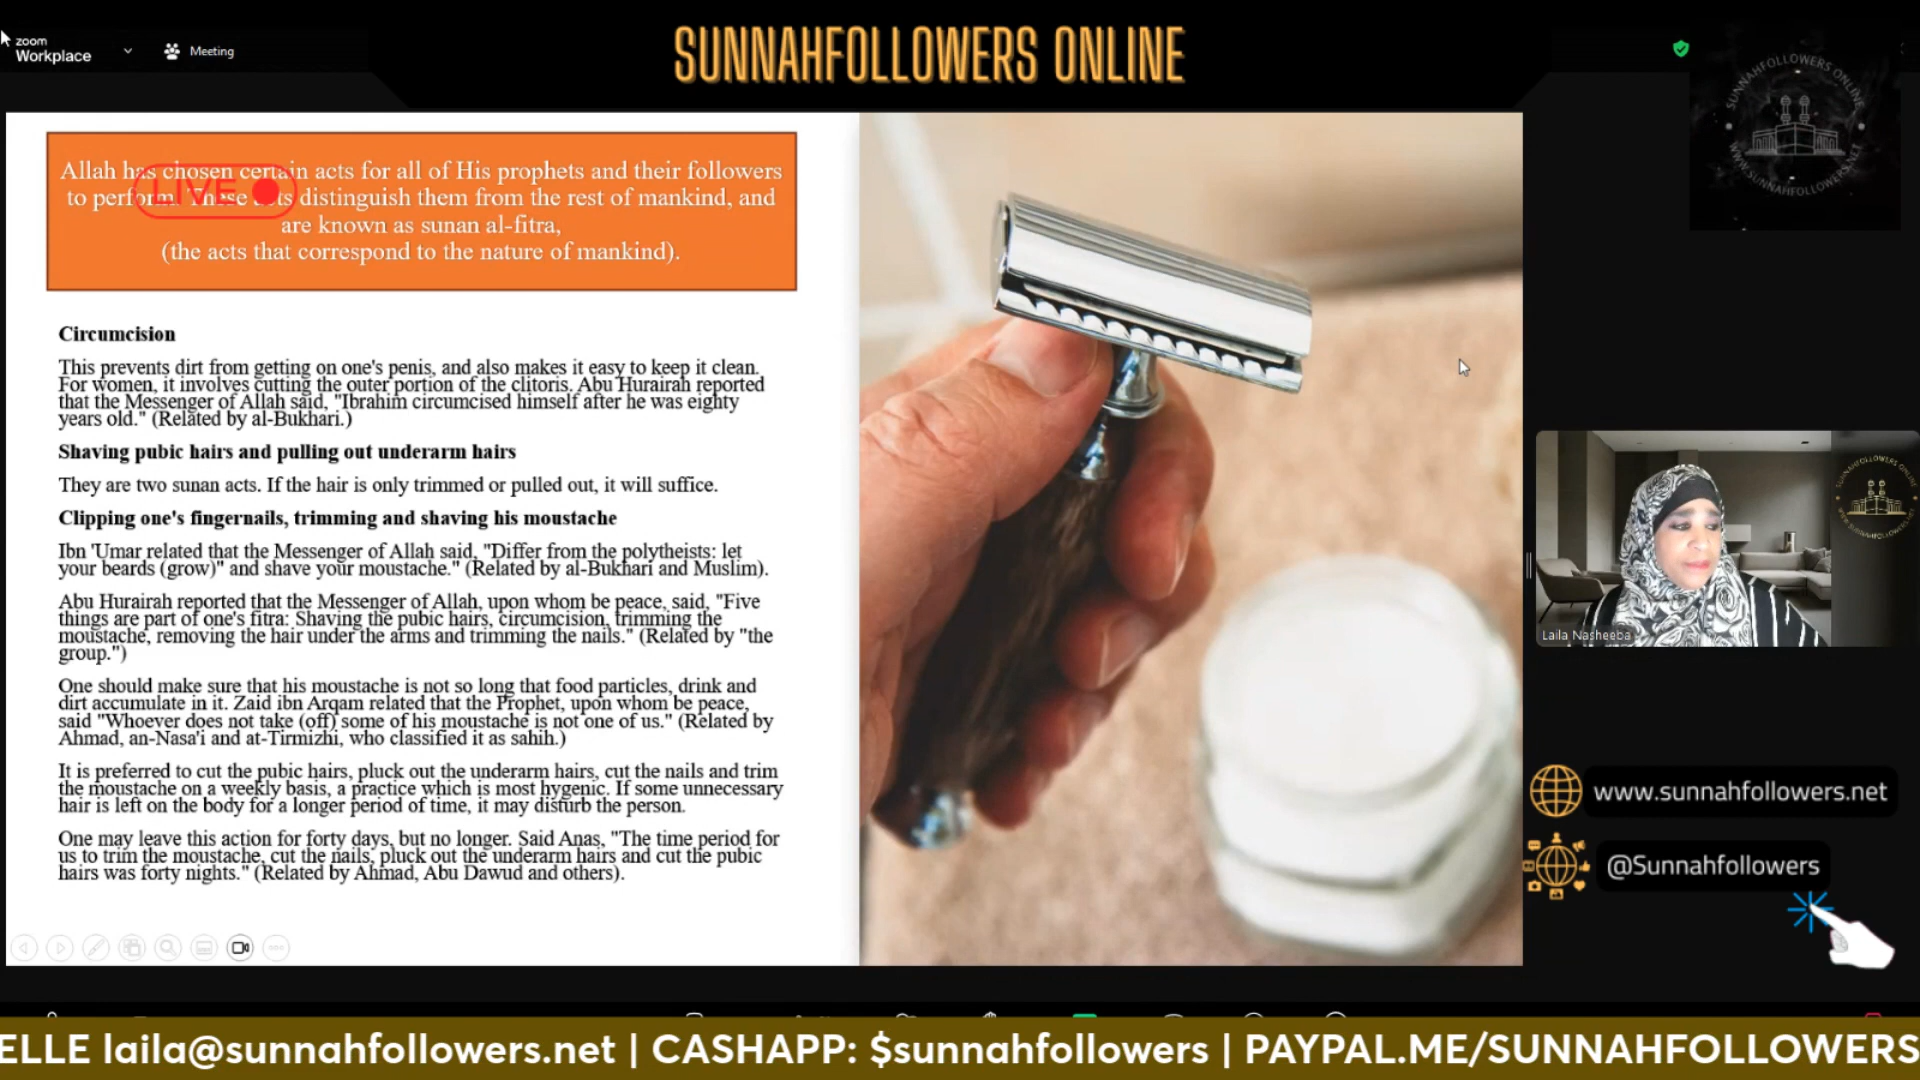 zoom
Workplace
Meeting
SUNNAHFOLLOWERS ONLINE
SUNNAHFOLLOWERS ONLINE
WWW.SUNNAHFOLLOWERS.NET
Allah has chosen certain acts for all of His prophets and their followers
to perform. These acts distinguish them from the rest of mankind, and
are known as sunan al-fitra,
(the acts that correspond to the nature of mankind).
LIVE
Circumcision
This prevents dirt from getting on one's penis, and also makes it easy to keep it clean.
For women, it involves cutting the outer portion of the clitoris. Abu Hurairah reported
that the Messenger of Allah said, "Ibrahim circumcised himself after he was eighty
years old." (Related by al-Bukhari.)
Shaving pubic hairs and pulling out underarm hairs
They are two sunan acts. If the hair is only trimmed or pulled out, it will suffice.
Clipping one's fingernails, trimming and shaving his moustache
Ibn 'Umar related that the Messenger of Allah said, "Differ from the polytheists: let
your beards (grow)" and shave your moustache." (Related by al-Bukhari and Muslim).
Abu Hurairah reported that the Messenger of Allah, upon whom be peace, said, "Five
things are part of one's fitra: Shaving the pubic hairs, circumcision, trimming the
moustache, removing the hair under the arms and trimming the nails." (Related by "the
group.")
One should make sure that his moustache is not so long that food particles, drink and
dirt accumulate in it. Zaid ibn Arqam related that the Prophet, upon whom be peace,
said "Whoever does not take (off) some of his moustache is not one of us." (Related by
Ahmad, an-Nasa'i and at-Tirmizhi, who classified it as sahih.)
It is preferred to cut the pubic hairs, pluck out the underarm hairs, cut the nails and trim
the moustache on a weekly basis, a practice which is most hygenic. If some unnecessary
hair is left on the body for a longer period of time, it may disturb the person.
One may leave this action for forty days, but no longer. Said Anas, "The time period for
us to trim the moustache, cut the nails, pluck out the underarm hairs and cut the pubic
hairs was forty nights." (Related by Ahmad, Abu Dawud and others).
SUNNAHFOLLOWERS ONLINE
WWW.SUNNAHFOLLOWERS.NET
Laila Nasheeba
www.sunnahfollowers.net
@Sunnahfollowers
ELLE laila@sunnahfollowers.net | CASHAPP: $sunnahfollowers | PAYPAL.ME/SUNNAHFOLLOWERS